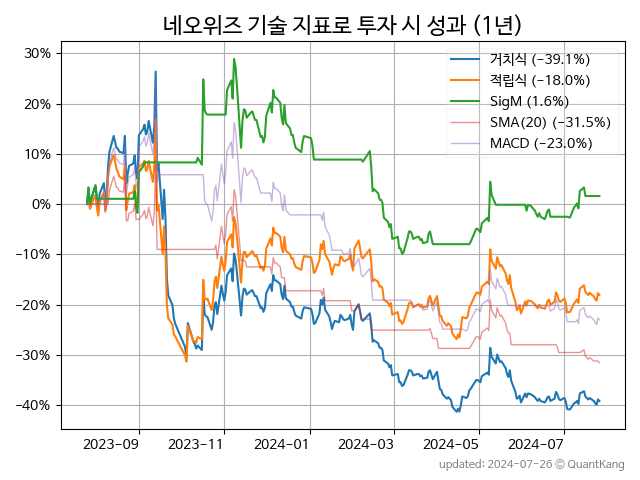 네오위즈 기술 지표로 투자 시 성과 (1년)
30%
20%
10%
0%
−10%
−20%
−30%
−40%
거치식 (−39.1%)
적립식 (−18.0%)
SigM (1.6%)
SMA(20) (−31.5%)
MACD (−23.0%)
2023−09
2023−11
2024−01
2024−03
2024−05
2024−07
updated: 2024-07-26 © QuantKang